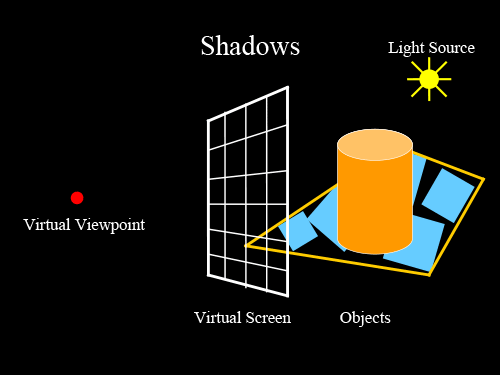 Shadows
Light Source
Virtual Viewpoint
Virtual Screen
Objects